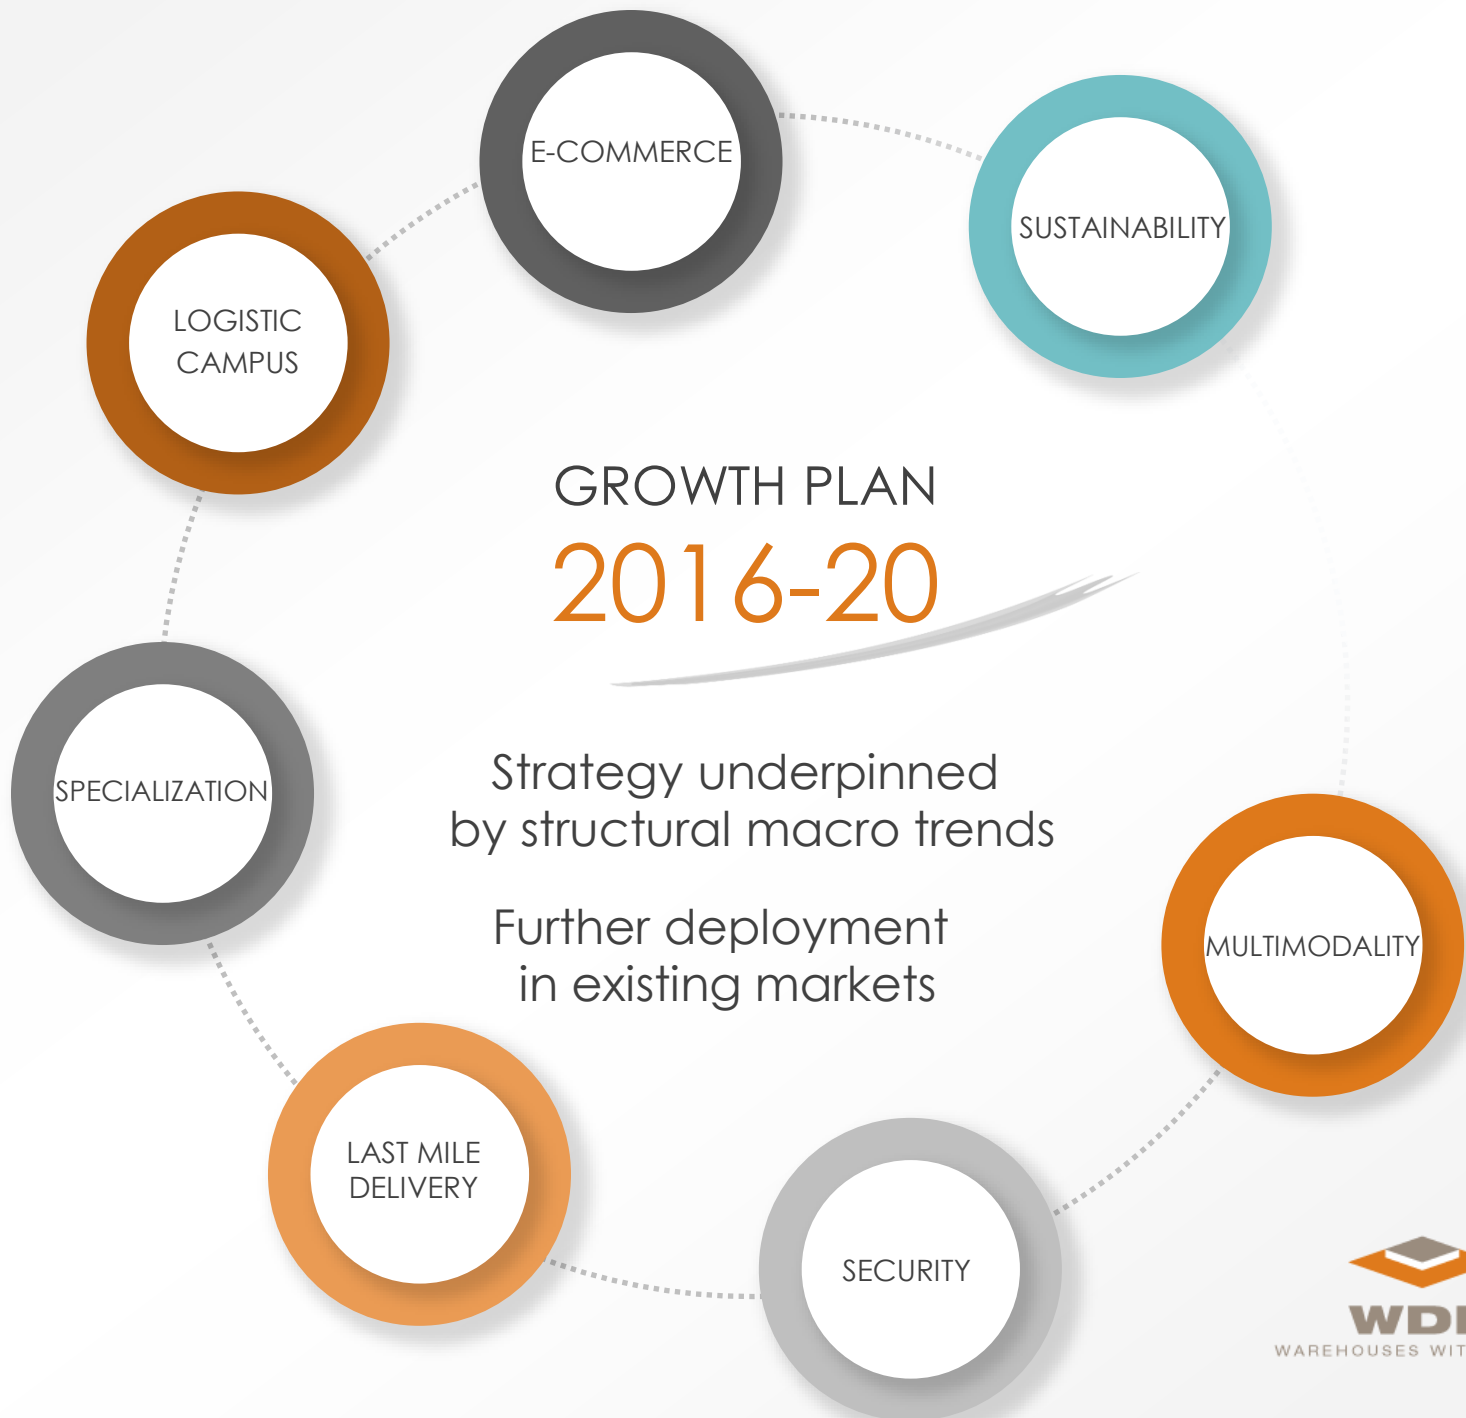 E-COMMERCE
SUSTAINABILITY
LOGISTIC
CAMPUS
GROWTH PLAN
2016-20
Strategy underpinned
by structural macro trends
SPECIALIZATION
Further deployment
in existing markets
MULTIMODALITY
LAST MILE
DELIVERY
SECURITY
WAREHOUSES